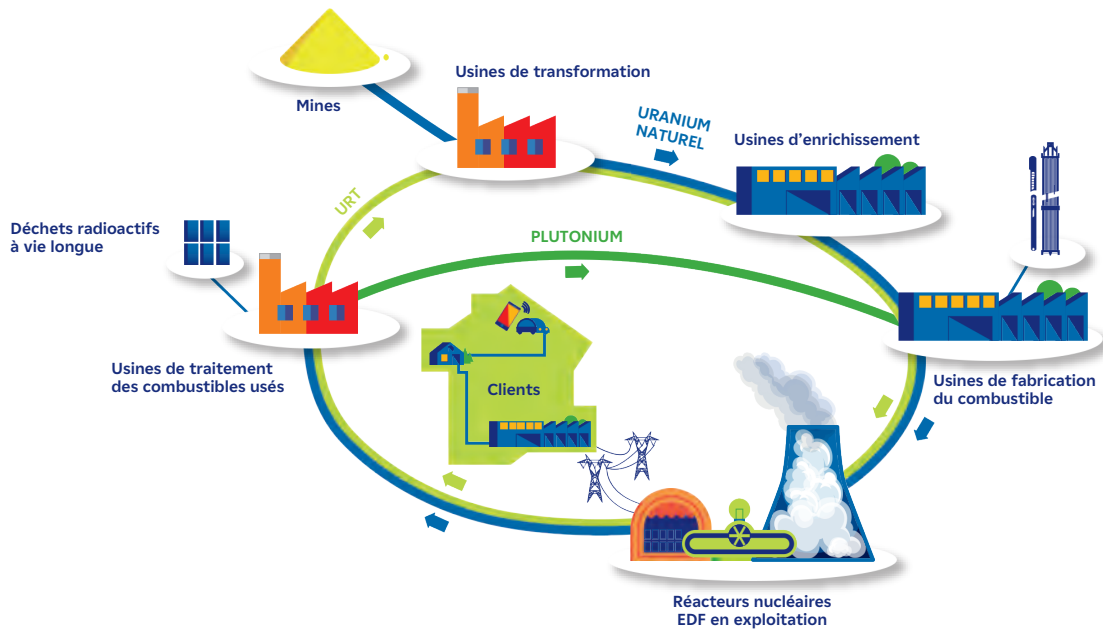 Mines
Usines de transformation
URANIUM
NATUREL
Usines d'enrichissement
URT
Déchets radioactifs
à vie longue
PLUTONIUM
Usines de traitement
des combustibles usés
Clients
Usines de fabrication
du combustible
Réacteurs nucléaires
EDF en exploitation